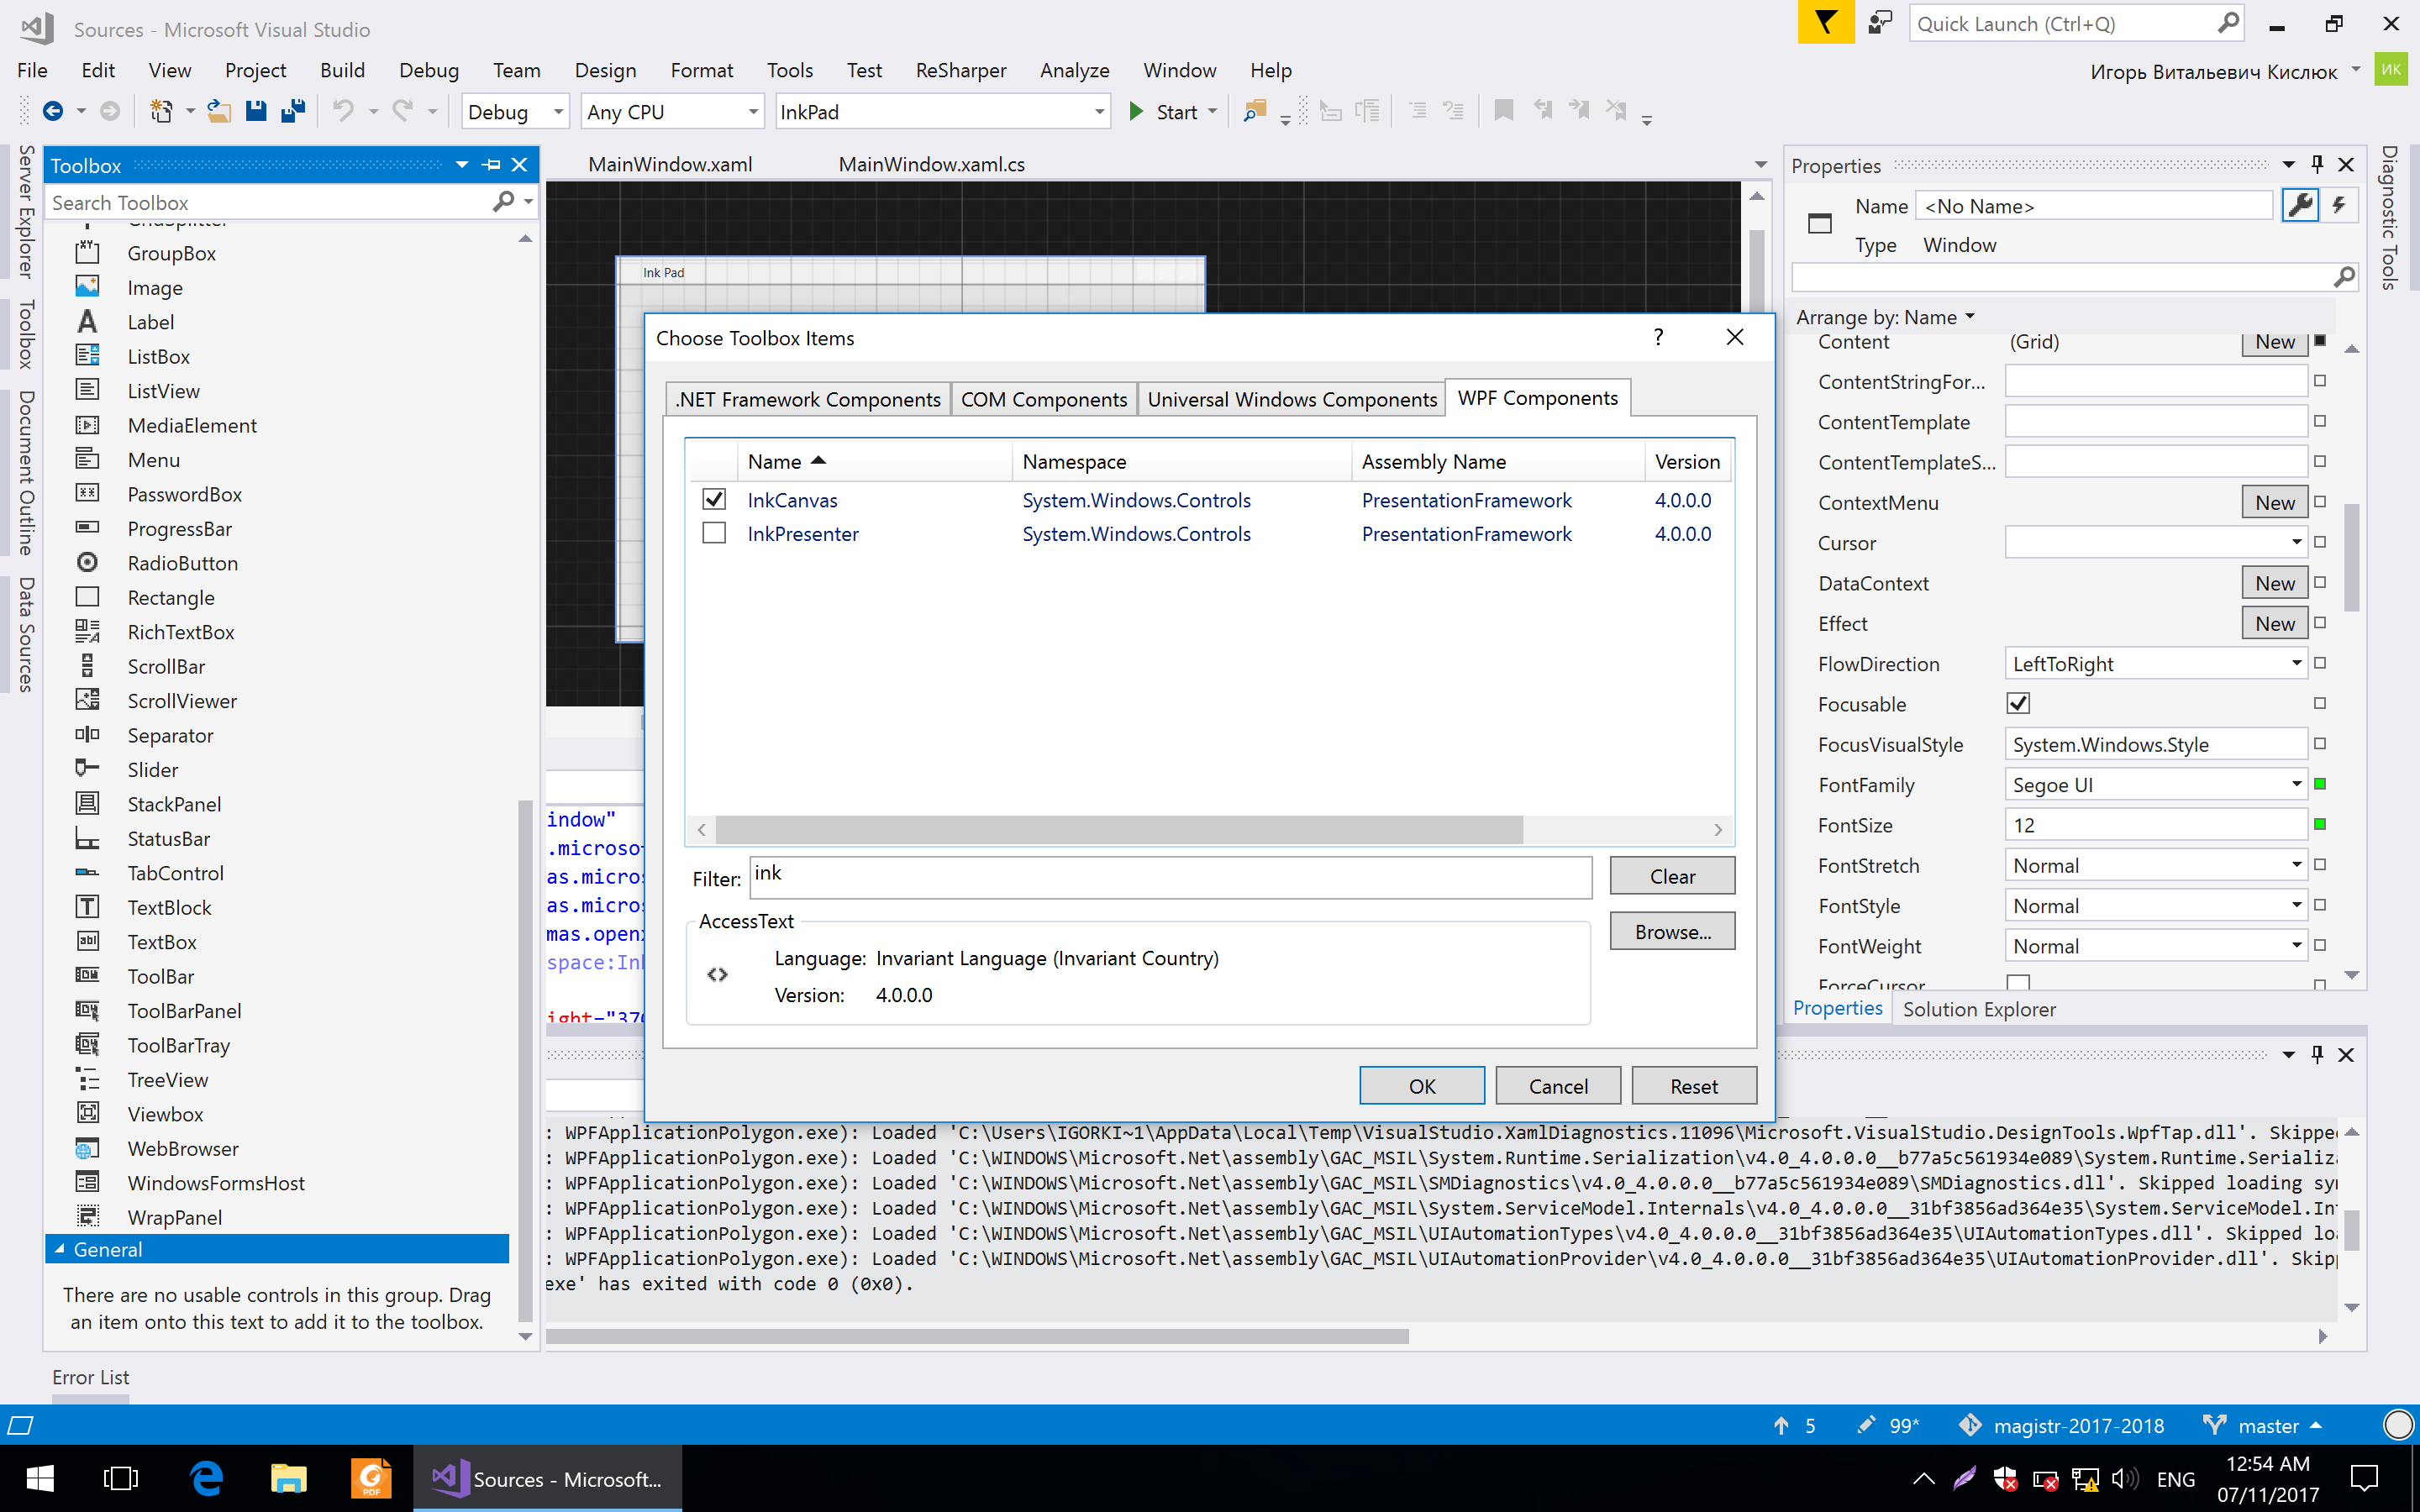 Sources - Microsoft Visual Studio
Quick Launch (Ctrl+Q)
File Edit View Project Build Debug Team Design Format Tools Test ReSharper Analyze Window Help
Игорь Витальевич Кислюк ИК
Debug Any CPU InkPad Start
Server Explorer
Toolbox
Document Outline
Data Sources
Toolbox
Search Toolbox
GridSplitter
GroupBox
Image
Label
ListBox
ListView
MediaElement
Menu
PasswordBox
ProgressBar
RadioButton
Rectangle
RichTextBox
ScrollBar
ScrollViewer
Separator
Slider
StackPanel
StatusBar
TabControl
TextBlock
TextBox
ToolBar
ToolBarPanel
ToolBarTray
TreeView
Viewbox
WebBrowser
WindowsFormsHost
WrapPanel
General
There are no usable controls in this group. Drag
an item onto this text to add it to the toolbox.
MainWindow.xaml MainWindow.xaml.cs
Ink Pad
Choose Toolbox Items ?
.NET Framework Components COM Components Universal Windows Components WPF Components
Name Namespace Assembly Name Version
InkCanvas System.Windows.Controls PresentationFramework 4.0.0.0
InkPresenter System.Windows.Controls PresentationFramework 4.0.0.0
Filter: ink Clear
AccessText Browse...
Language: Invariant Language (Invariant Country)
Version: 4.0.0.0
OK Cancel Reset
indow"
.microsof
as.micros
as.micros
mas.openx
space:Ink
ight="370
: WPFApplicationPolygon.exe): Loaded 'C:\Users\IGORKI~1\AppData\Local\Temp\VisualStudio.XamlDiagnostics.11096\Microsoft.VisualStudio.DesignTools.WpfTap.dll'. Skipped
: WPFApplicationPolygon.exe): Loaded 'C:\WINDOWS\Microsoft.Net\assembly\GAC_MSIL\System.Runtime.Serialization\v4.0_4.0.0.0__b77a5c561934e089\System.Runtime.Serializa
: WPFApplicationPolygon.exe): Loaded 'C:\WINDOWS\Microsoft.Net\assembly\GAC_MSIL\SMDiagnostics\v4.0_4.0.0.0__b77a5c561934e089\SMDiagnostics.dll'. Skipped loading sym
: WPFApplicationPolygon.exe): Loaded 'C:\WINDOWS\Microsoft.Net\assembly\GAC_MSIL\System.ServiceModel.Internals\v4.0_4.0.0.0__31bf3856ad364e35\System.ServiceModel.Int
: WPFApplicationPolygon.exe): Loaded 'C:\WINDOWS\Microsoft.Net\assembly\GAC_MSIL\UIAutomationTypes\v4.0_4.0.0.0__31bf3856ad364e35\UIAutomationTypes.dll'. Skipped loa
: WPFApplicationPolygon.exe): Loaded 'C:\WINDOWS\Microsoft.Net\assembly\GAC_MSIL\UIAutomationProvider\v4.0_4.0.0.0__31bf3856ad364e35\UIAutomationProvider.dll'. Skipp
exe' has exited with code 0 (0x0).
Properties
Name <No Name>
Type Window
Arrange by: Name
Content (Grid) New
ContentStringFor...
ContentTemplate
ContentTemplateS...
ContextMenu New
Cursor
DataContext New
Effect New
FlowDirection LeftToRight
Focusable
FocusVisualStyle System.Windows.Style
FontFamily Segoe UI
FontSize 12
FontStretch Normal
FontStyle Normal
FontWeight Normal
ForceCursor
Properties Solution Explorer
Diagnostic Tools
Error List
5 99* magistr-2017-2018 master
PDF Sources - Microsoft... ENG 12:54 AM
07/11/2017